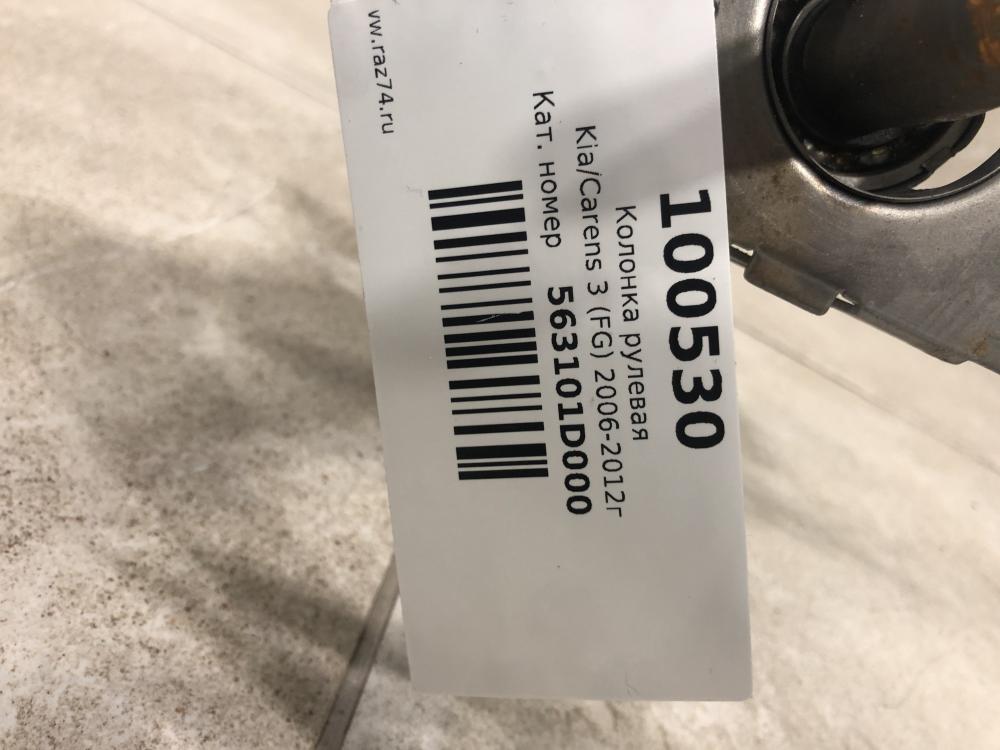 100530
Колонка рулевая
Kia/Carens 3 (FG) 2006-2012г
Кат. номер 563101D000
vw.raz74.ru